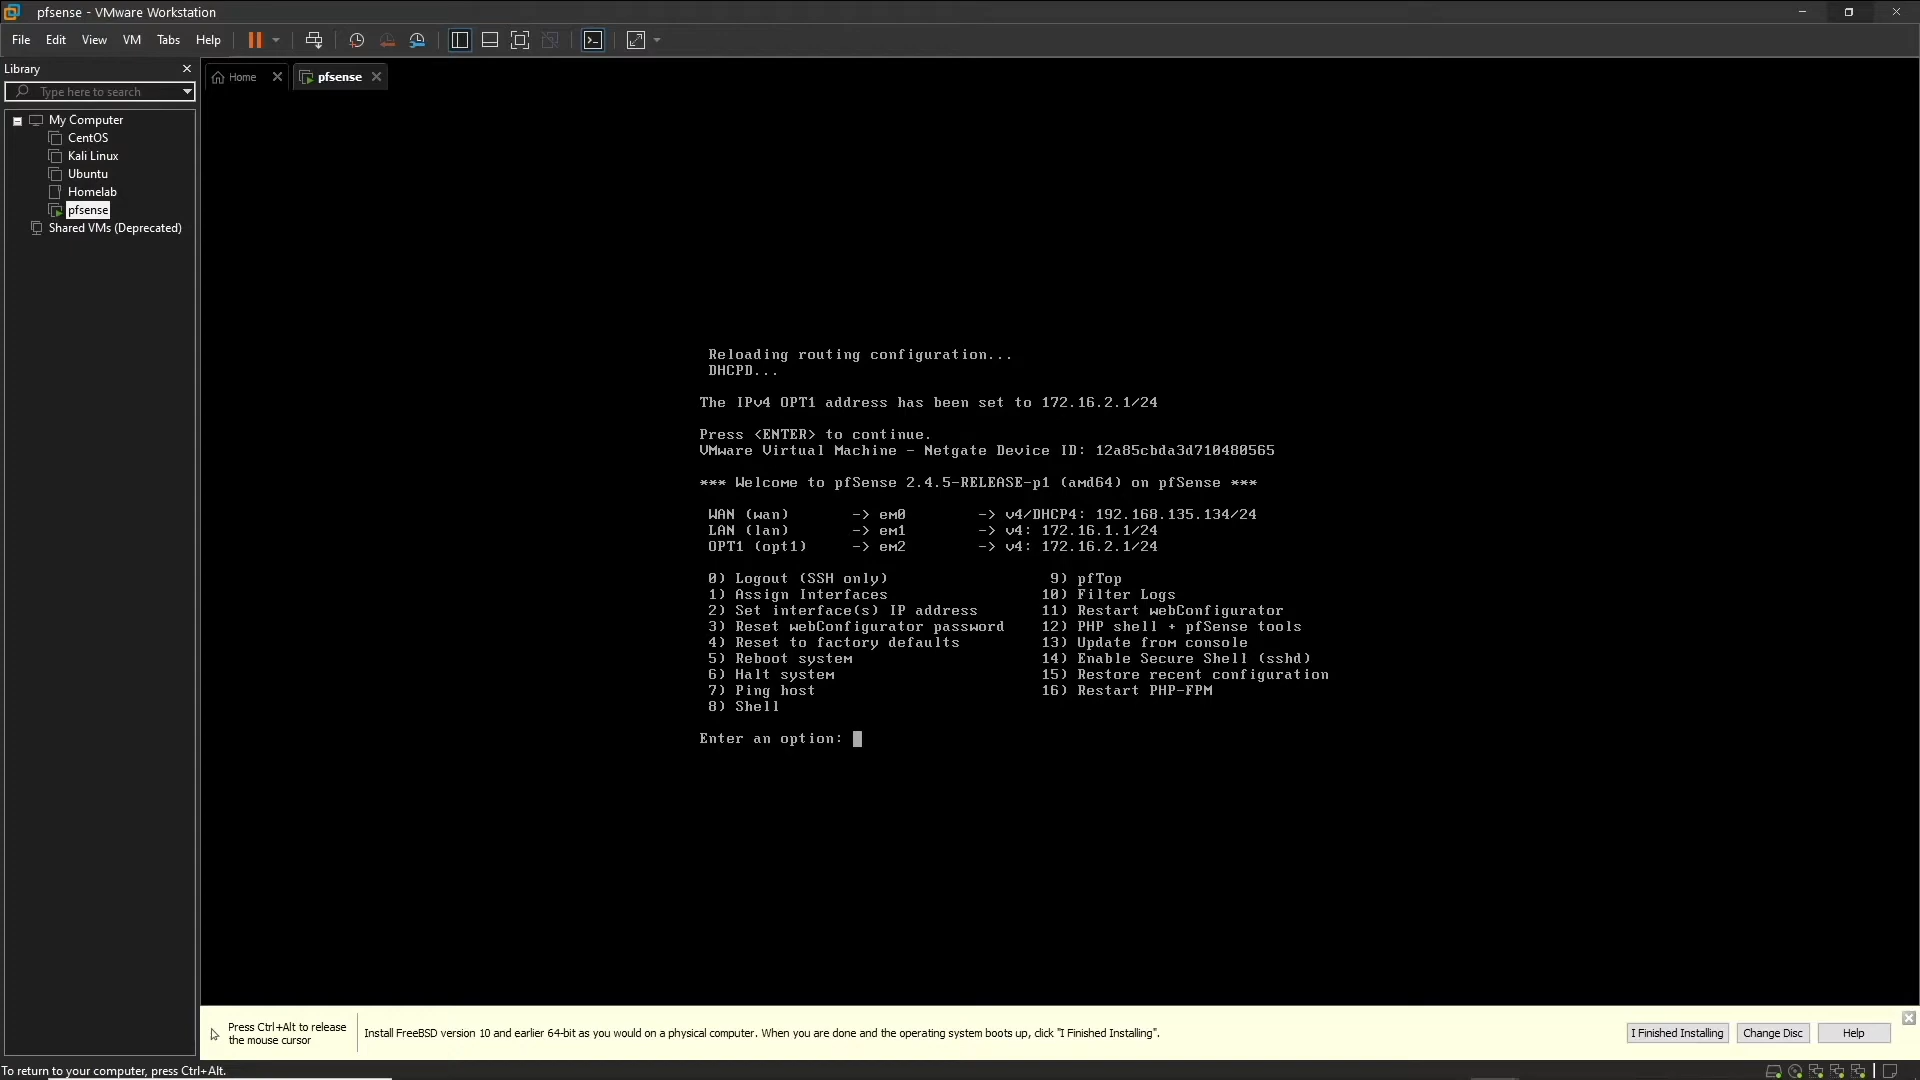 pfsense - VMware Workstation
File Edit View VM Tabs Help
Library
Type here to search
My Computer
CentOS
Kali Linux
Ubuntu
Homelab
pfsense
Shared VMs (Deprecated)
Home pfsense
Reloading routing configuration...
DHCPD...
The IPv4 OPT1 address has been set to 172.16.2.1/24
Press <ENTER> to continue.
VMware Virtual Machine - Netgate Device ID: 12a85cbda3d710480565
*** Welcome to pfSense 2.4.5-RELEASE-p1 (amd64) on pfSense ***
WAN (wan) -> em0 -> v4/DHCP4: 192.168.135.134/24
LAN (lan) -> em1 -> v4: 172.16.1.1/24
OPT1 (opt1) -> em2 -> v4: 172.16.2.1/24
0) Logout (SSH only) 9) pfTop
1) Assign Interfaces 10) Filter Logs
2) Set interface(s) IP address 11) Restart webConfigurator
3) Reset webConfigurator password 12) PHP shell + pfSense tools
4) Reset to factory defaults 13) Update from console
5) Reboot system 14) Enable Secure Shell (sshd)
6) Halt system 15) Restore recent configuration
7) Ping host 16) Restart PHP-FPM
8) Shell
Enter an option:
Press Ctrl+Alt to release
the mouse cursor
Install FreeBSD version 10 and earlier 64-bit as you would on a physical computer. When you are done and the operating system boots up, click "I Finished Installing".
I Finished Installing Change Disc Help
To return to your computer, press Ctrl+Alt.